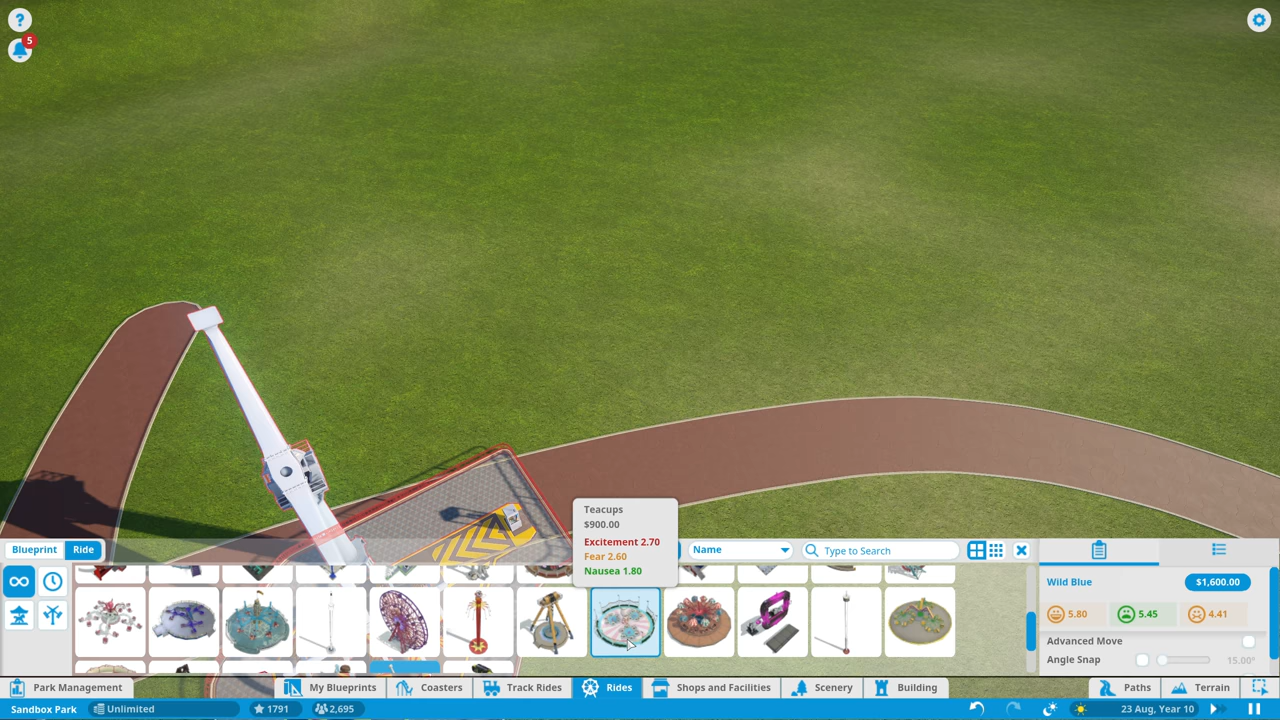 ?
5
Teacups
$900.00
Excitement 2.70
Fear 2.60
Nausea 1.80
Blueprint
Ride
Name
Type to Search
Wild Blue
$1,600.00
5.80
5.45
4.41
Advanced Move
Angle Snap
15.00°
Park Management
My Blueprints
Coasters
Track Rides
Rides
Shops and Facilities
Scenery
Building
Paths
Terrain
Sandbox Park
Unlimited
1791
2,695
23 Aug, Year 10